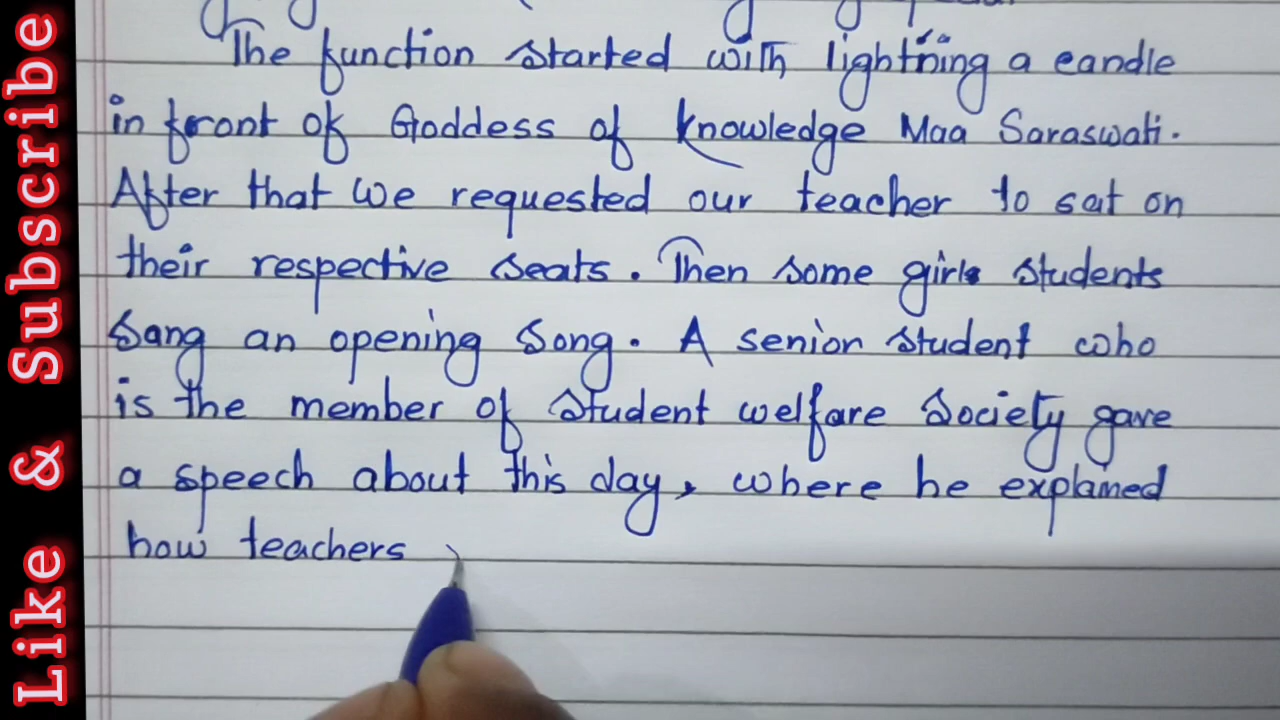 Like & Subscribe
The function started with lightning a candle
in front of Goddess of Knowledge Maa Saraswati.
After that we requested our teacher to sat on
their respective seats. Then some girls students
Sang an opening Song. A senior student who
is the member of student welfare Society gave
a speech about this day, where he explained
how teachers